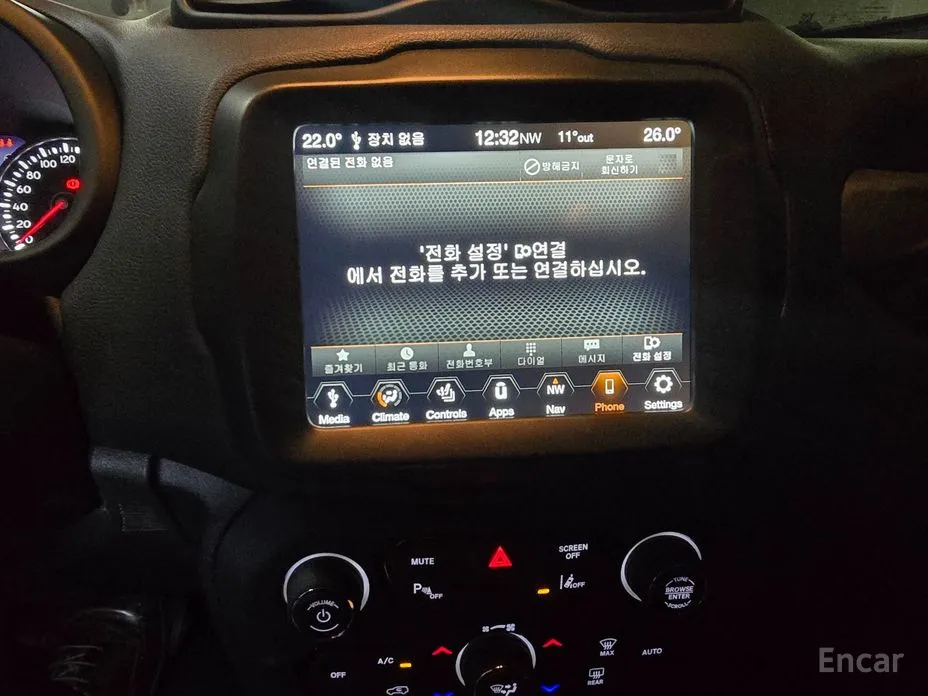 22.0° 장치 없음 12:32NW 11°out 26.0°
연결된 전화 없음 방해금지 문자로 회신하기
'전화 설정' 연결
에서 전화를 추가 또는 연결하십시오.
즐겨찾기 최근 통화 전화번호부 다이얼 메시지 전화 설정
NW
Media Climate Controls Apps Nav Phone Settings
120
100
80
60
40
20
0
MUTE SCREEN OFF
P OFF OFF
VOLUME
TUNE
BROWSE
ENTER
SCROLL
OFF A/C MAX AUTO
REAR
Encar